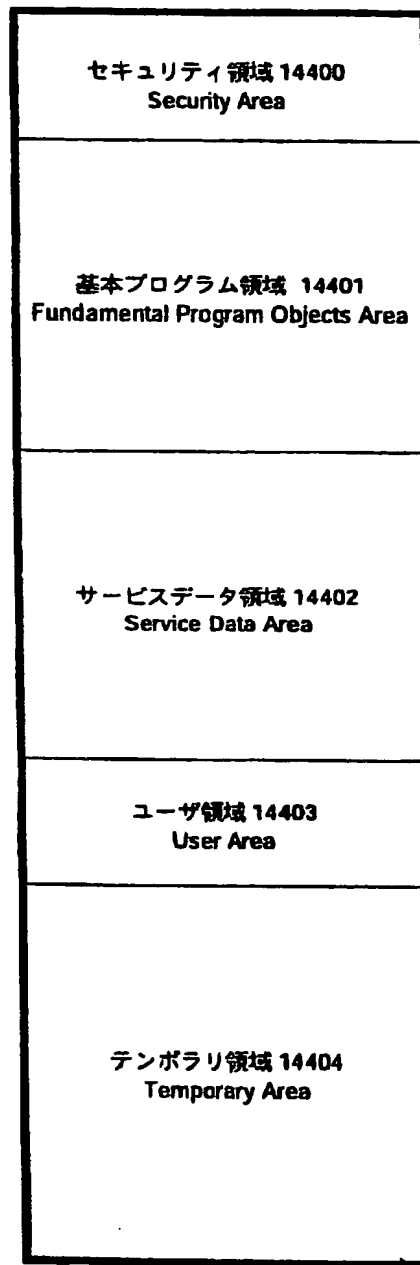 セキュリティ領域 14400
Security Area
基本プログラム領域 14401
Fundamental Program Objects Area
サービスデータ領域 14402
Service Data Area
ユーザ領域 14403
User Area
テンポラリ領域 14404
Temporary Area